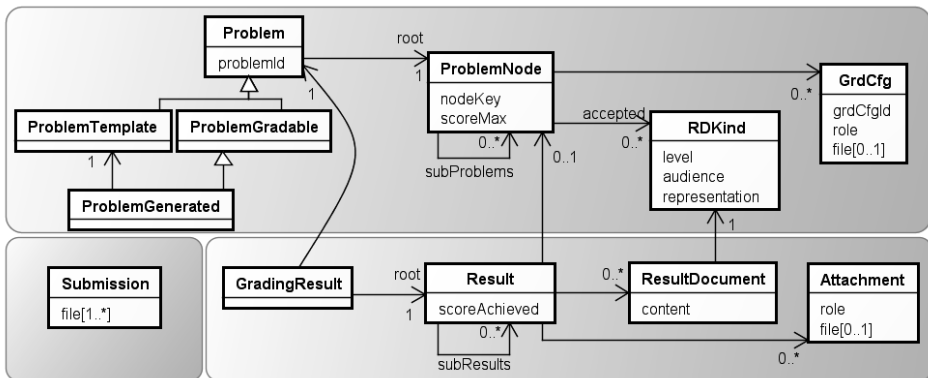 Problem
problemId
root
1
1
ProblemNode
nodeKey
scoreMax
0..*
subProblems
0..1
accepted
0..*
0..*
GrdCfg
grdCfgId
role
file[0..1]
RDKind
level
audience
representation
1
ProblemTemplate
ProblemGradable
1
ProblemGenerated
Submission
file[1..*]
GradingResult
root
1
Result
scoreAchieved
0..*
subResults
0..*
ResultDocument
content
0..*
Attachment
role
file[0..1]